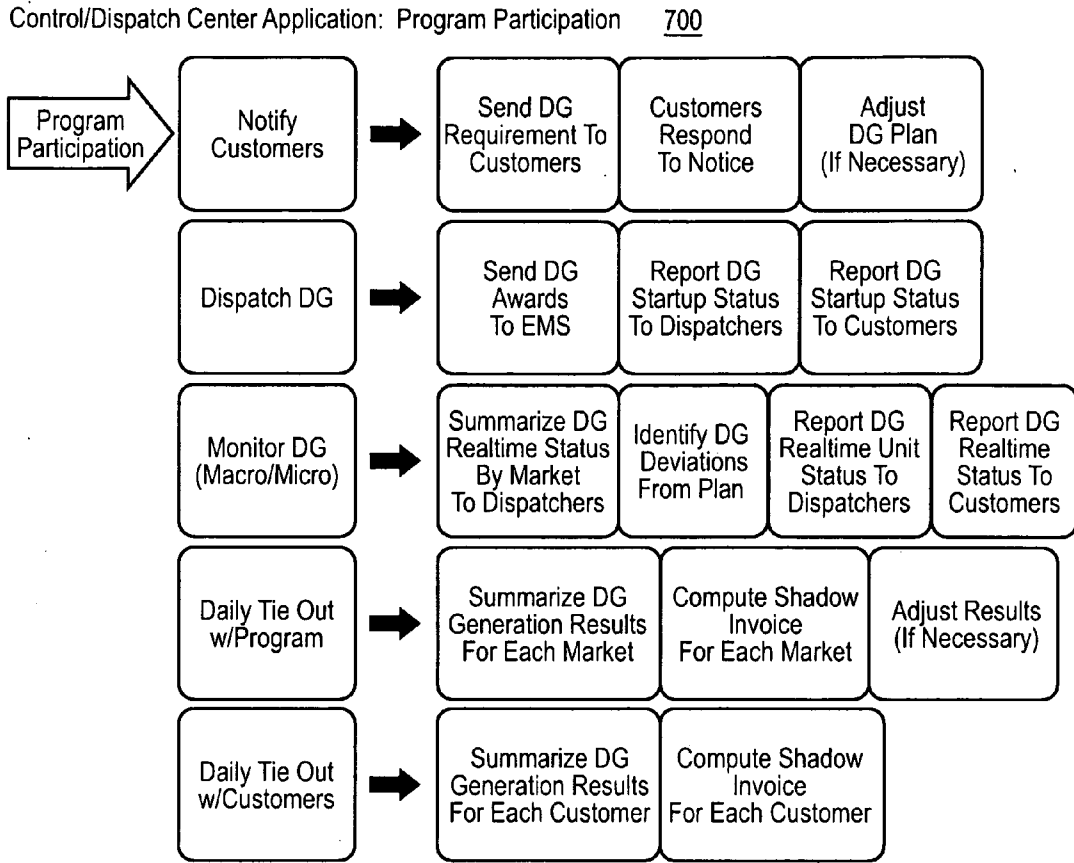 Control/Dispatch Center Application: Program Participation 700
Program
Participation
Notify
Customers
Send DG
Requirement To
Customers
Customers
Respond
To Notice
Adjust
DG Plan
(If Necessary)
Dispatch DG
Send DG
Awards
To EMS
Report DG
Startup Status
To Dispatchers
Report DG
Startup Status
To Customers
Monitor DG
(Macro/Micro)
Summarize DG
Realtime Status
By Market
To Dispatchers
Identify DG
Deviations
From Plan
Report DG
Realtime Unit
Status To
Dispatchers
Report DG
Realtime
Status To
Customers
Daily Tie Out
w/Program
Summarize DG
Generation Results
For Each Market
Compute Shadow
Invoice
For Each Market
Adjust Results
(If Necessary)
Daily Tie Out
w/Customers
Summarize DG
Generation Results
For Each Customer
Compute Shadow
Invoice
For Each Customer